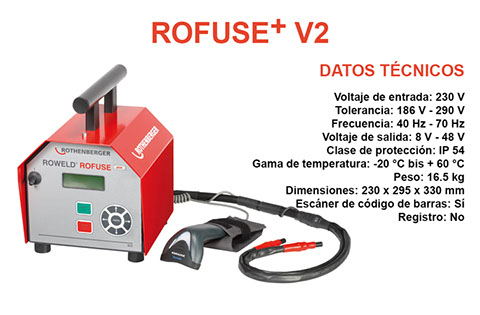 ROFUSE+ V2
DATOS TÉCNICOS
Voltaje de entrada: 230 V
Tolerancia: 186 V - 290 V
Frecuencia: 40 Hz - 70 Hz
Voltaje de salida: 8 V - 48 V
Clase de protección: IP 54
Gama de temperatura: -20 °C bis + 60 °C
Peso: 16.5 kg
Dimensiones: 230 x 295 x 330 mm
Escáner de código de barras: Sí
Registro: No
ROTHENBERGER
ROWELD® ROFUSE
ROTHENBERGER